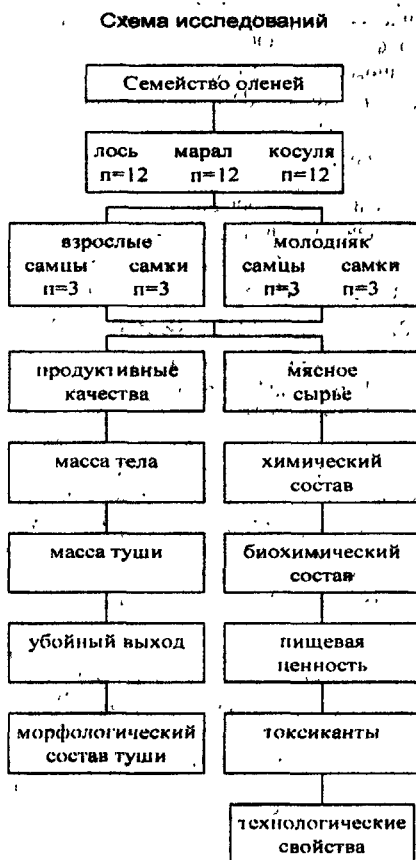 Схема исследований
Семейство оленей
лось марал косуля
n=12 n=12 n=12
взрослые
самцы самки
n=3 n=3
молодняк
самцы самки
n=3 n=3
продуктивные
качества
мясное
сырье
масса тела
химический
состав
масса туши
биохимический
состав
убойный выход
пищевая
ценность
морфологический
состав туши
токсиканты
технологические
свойства